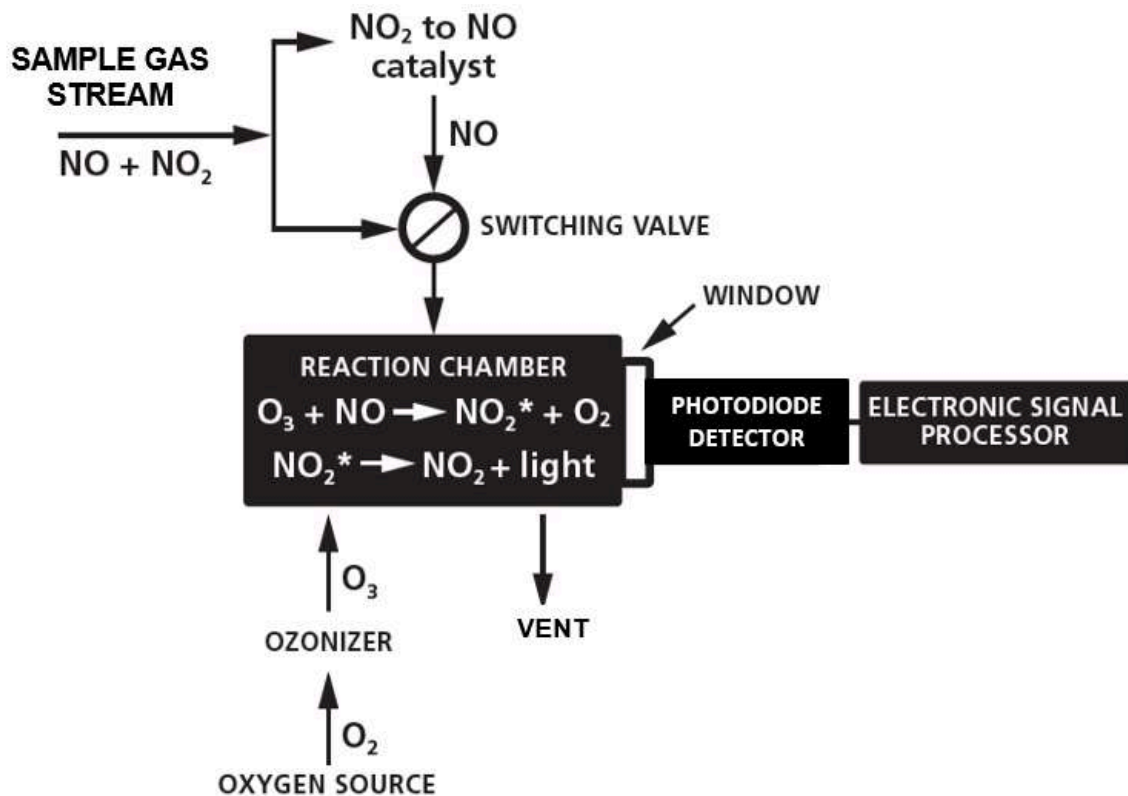 NO₂ to NO
catalyst
SAMPLE GAS
STREAM
NO + NO₂
NO
SWITCHING VALVE
WINDOW
REACTION CHAMBER
O₃ + NO → NO₂* + O₂
NO₂* → NO₂ + light
PHOTODIODE
DETECTOR
ELECTRONIC SIGNAL
PROCESSOR
O₃
VENT
OZONIZER
O₂
OXYGEN SOURCE